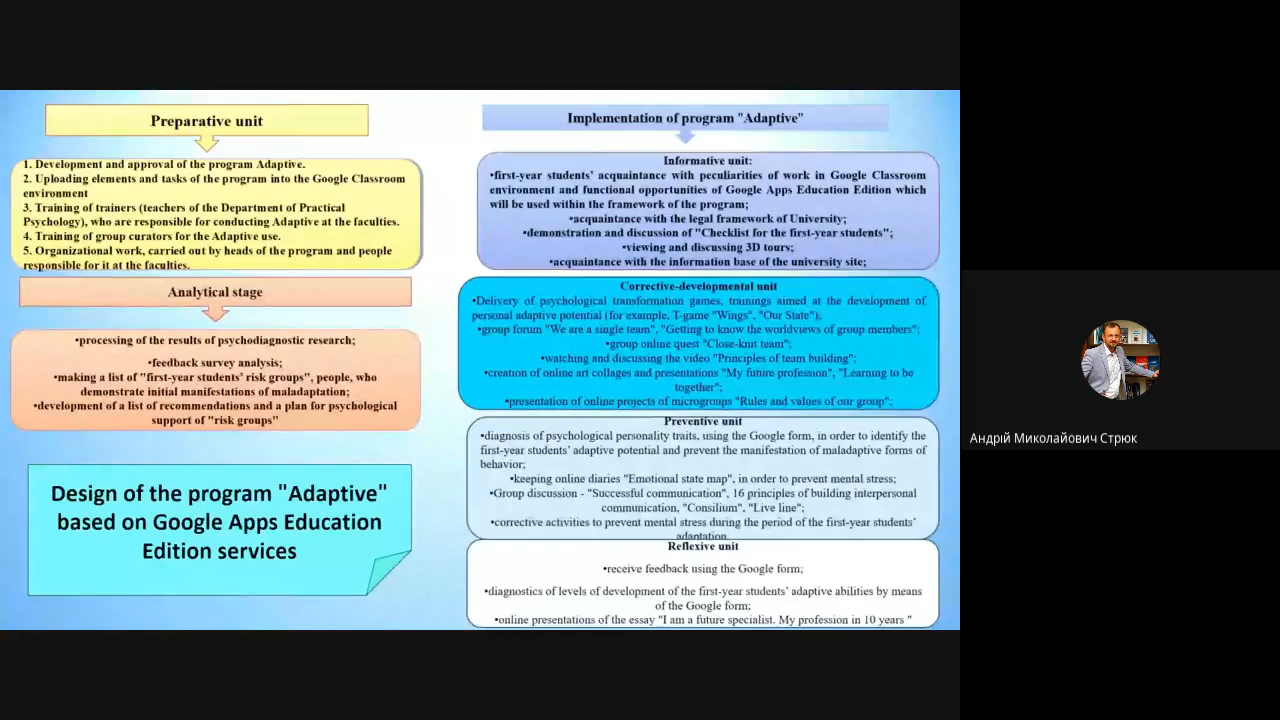 Preparative unit
1. Development and approval of the program Adaptive.
2. Uploading elements and tasks of the program into the Google Classroom
environment
3. Training of trainers (teachers of the Department of Practical
Psychology), who are responsible for conducting Adaptive at the faculties.
4. Training of group curators for the Adaptive use.
5. Organizational work, carried out by heads of the program and people
responsible for it at the faculties.
Analytical stage
•processing of the results of psychodiagnostic research;
•feedback survey analysis;
•making a list of "first-year students' risk groups", people, who
demonstrate initial manifestations of maladaptation;
•development of a list of recommendations and a plan for psychological
support of "risk groups"
Design of the program "Adaptive"
based on Google Apps Education
Edition services
Implementation of program "Adaptive"
Informative unit:
•first-year students' acquaintance with peculiarities of work in Google Classroom
environment and functional opportunities of Google Apps Education Edition which
will be used within the framework of the program;
•acquaintance with the legal framework of University;
•demonstration and discussion of "Checklist for the first-year students";
•viewing and discussing 3D tours;
•acquaintance with the information base of the university site;
Corrective-developmental unit
•Delivery of psychological transformation games, trainings aimed at the development of
personal adaptive potential (for example, T-game "Wings", "Our State");
•group forum "We are a single team", "Getting to know the worldviews of group members";
•group online quest "Close-knit team";
•watching and discussing the video "Principles of team building";
•creation of online art collages and presentations "My future profession", "Learning to be
together";
•presentation of online projects of microgroups "Rules and values of our group";
Preventive unit
•diagnosis of psychological personality traits, using the Google form, in order to identify the
first-year students' adaptive potential and prevent the manifestation of maladaptive forms of
behavior;
•keeping online diaries "Emotional state map", in order to prevent mental stress;
•Group discussion - "Successful communication", 16 principles of building interpersonal
communication, "Consilium", "Live line";
•corrective activities to prevent mental stress during the period of the first-year students'
adaptation.
Reflexive unit
•receive feedback using the Google form;
•diagnostics of levels of development of the first-year students' adaptive abilities by means
of the Google form;
•online presentations of the essay "I am a future specialist. My profession in 10 years "
Андрій Миколайович Стрюк